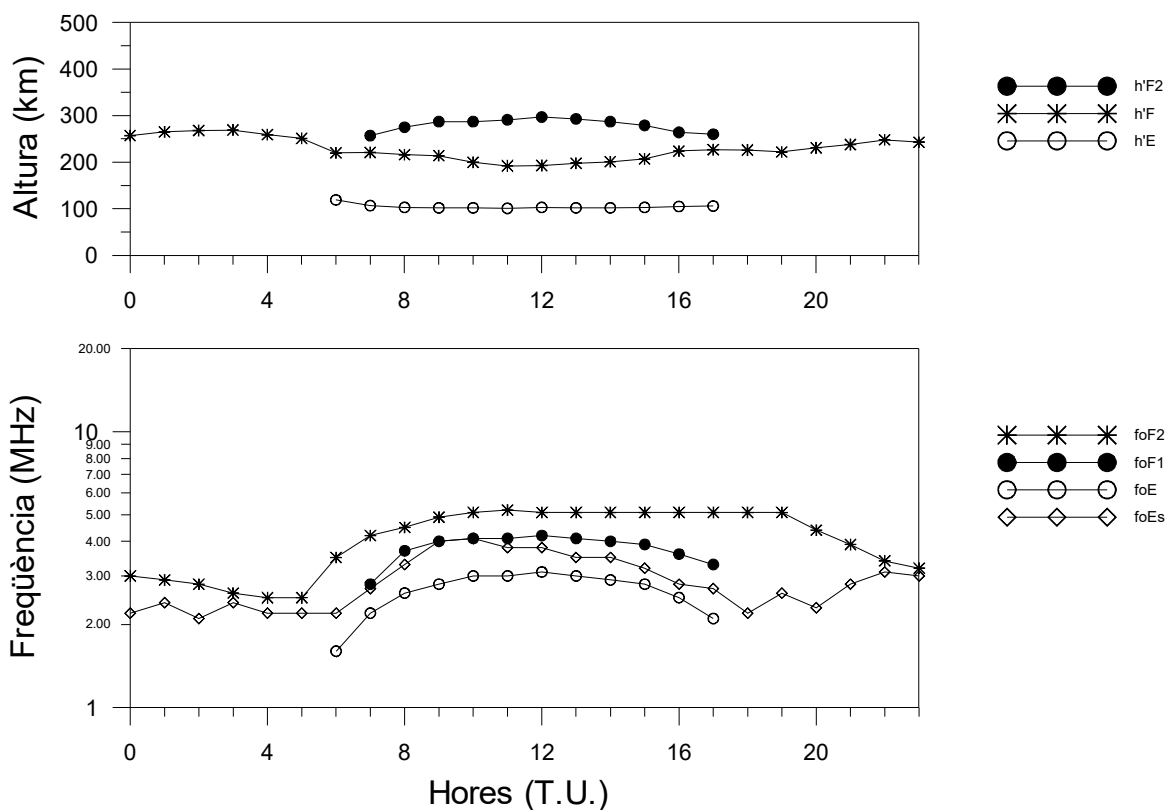 500
400
300
200
100
0
Altura (km)
0 4 8 12 16 20
h'F2
h'F
h'E
20.00
10
9.00
8.00
7.00
6.00
5.00
4.00
3.00
2.00
1
Freqüència (MHz)
0 4 8 12 16 20
Hores (T.U.)
foF2
foF1
foE
foEs